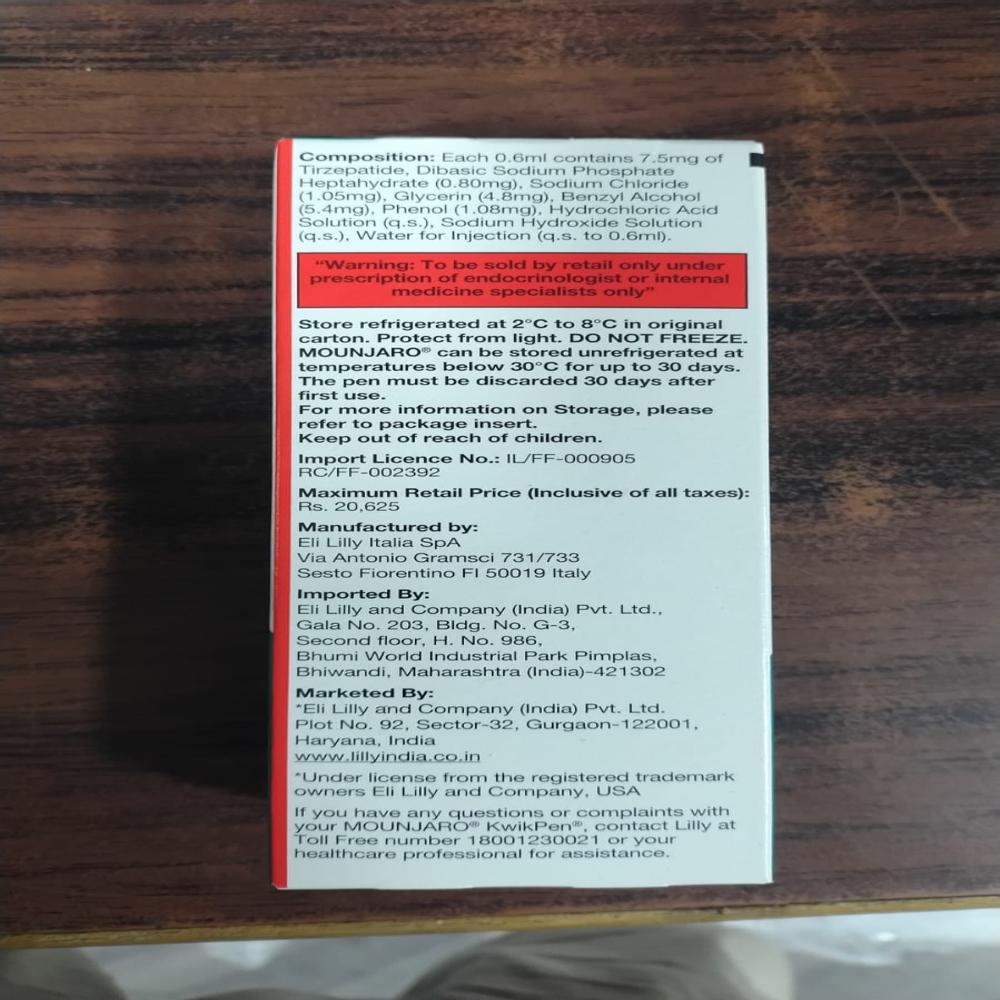 Composition: Each 0.6ml contains 7.5mg of
Tirzepatide, Dibasic Sodium Phosphate
Heptahydrate (0.80mg), Sodium Chloride
(1.05mg), Glycerin (4.8mg), Benzyl Alcohol
(5.4mg), Phenol (1.08mg), Hydrochloric Acid
Solution (q.s.), Sodium Hydroxide Solution
(q.s.), Water for Injection (q.s. to 0.6ml).
“Warning: To be sold by retail only under
prescription of endocrinologist or internal
medicine specialists only”
Store refrigerated at 2°C to 8°C in original
carton. Protect from light. DO NOT FREEZE.
MOUNJARO® can be stored unrefrigerated at
temperatures below 30°C for up to 30 days.
The pen must be discarded 30 days after
first use.
For more information on Storage, please
refer to package insert.
Keep out of reach of children.
Import Licence No.: IL/FF-000905
RC/FF-002392
Maximum Retail Price (Inclusive of all taxes):
Rs. 20,625
Manufactured by:
Eli Lilly Italia SpA
Via Antonio Gramsci 731/733
Sesto Fiorentino FI 50019 Italy
Imported By:
Eli Lilly and Company (India) Pvt. Ltd.,
Gala No. 203, Bldg. No. G-3,
Second floor, H. No. 986,
Bhumi World Industrial Park Pimplas,
Bhiwandi, Maharashtra (India)-421302
Marketed By:
*Eli Lilly and Company (India) Pvt. Ltd.
Plot No. 92, Sector-32, Gurgaon-122001,
Haryana, India
www.lillyindia.co.in
*Under license from the registered trademark
owners Eli Lilly and Company, USA
If you have any questions or complaints with
your MOUNJARO® KwikPen®, contact Lilly at
Toll Free number 18001230021 or your
healthcare professional for assistance.